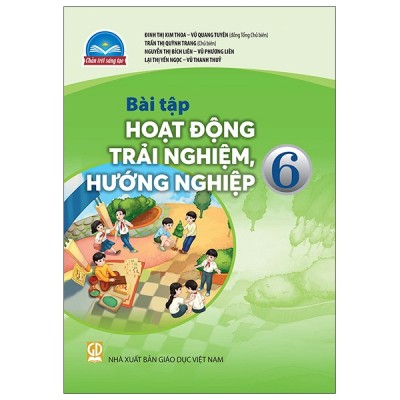 ĐINH THỊ KIM THOA – VŨ QUANG TUYÊN (đồng Tổng Chủ biên)
TRẦN THỊ QUỲNH TRANG (Chủ biên)
NGUYỄN THỊ BÍCH LIÊN – VŨ PHƯƠNG LIÊN
LẠI THỊ YẾN NGỌC – VŨ THANH THUỶ
Chân trời sáng tạo
Bài tập
HOẠT ĐỘNG
TRẢI NGHIỆM,
HƯỚNG NGHIỆP
6
GD
NHÀ XUẤT BẢN GIÁO DỤC VIỆT NAM